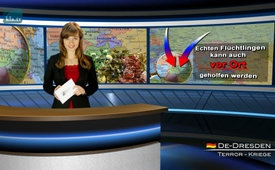 Echten Flüchtlingen
kann auch
vor Ort
geholfen werden
De-Dresden
Terror - Kriege